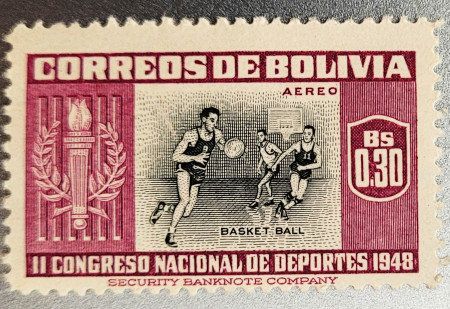 CORREOS DE BOLIVIA
AEREO
Bs
0.30
BASKET BALL
II CONGRESO NACIONAL DE DEPORTES 1948
SECURITY BANKNOTE COMPANY